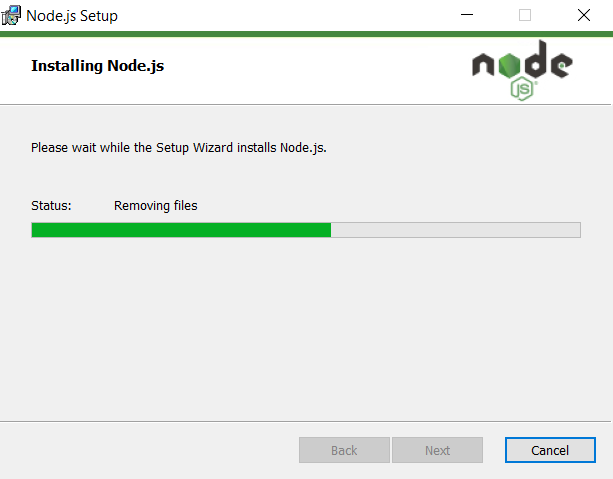 Node.js Setup
Installing Node.js
node
JS
Please wait while the Setup Wizard installs Node.js.
Status: Removing files
Back Next Cancel